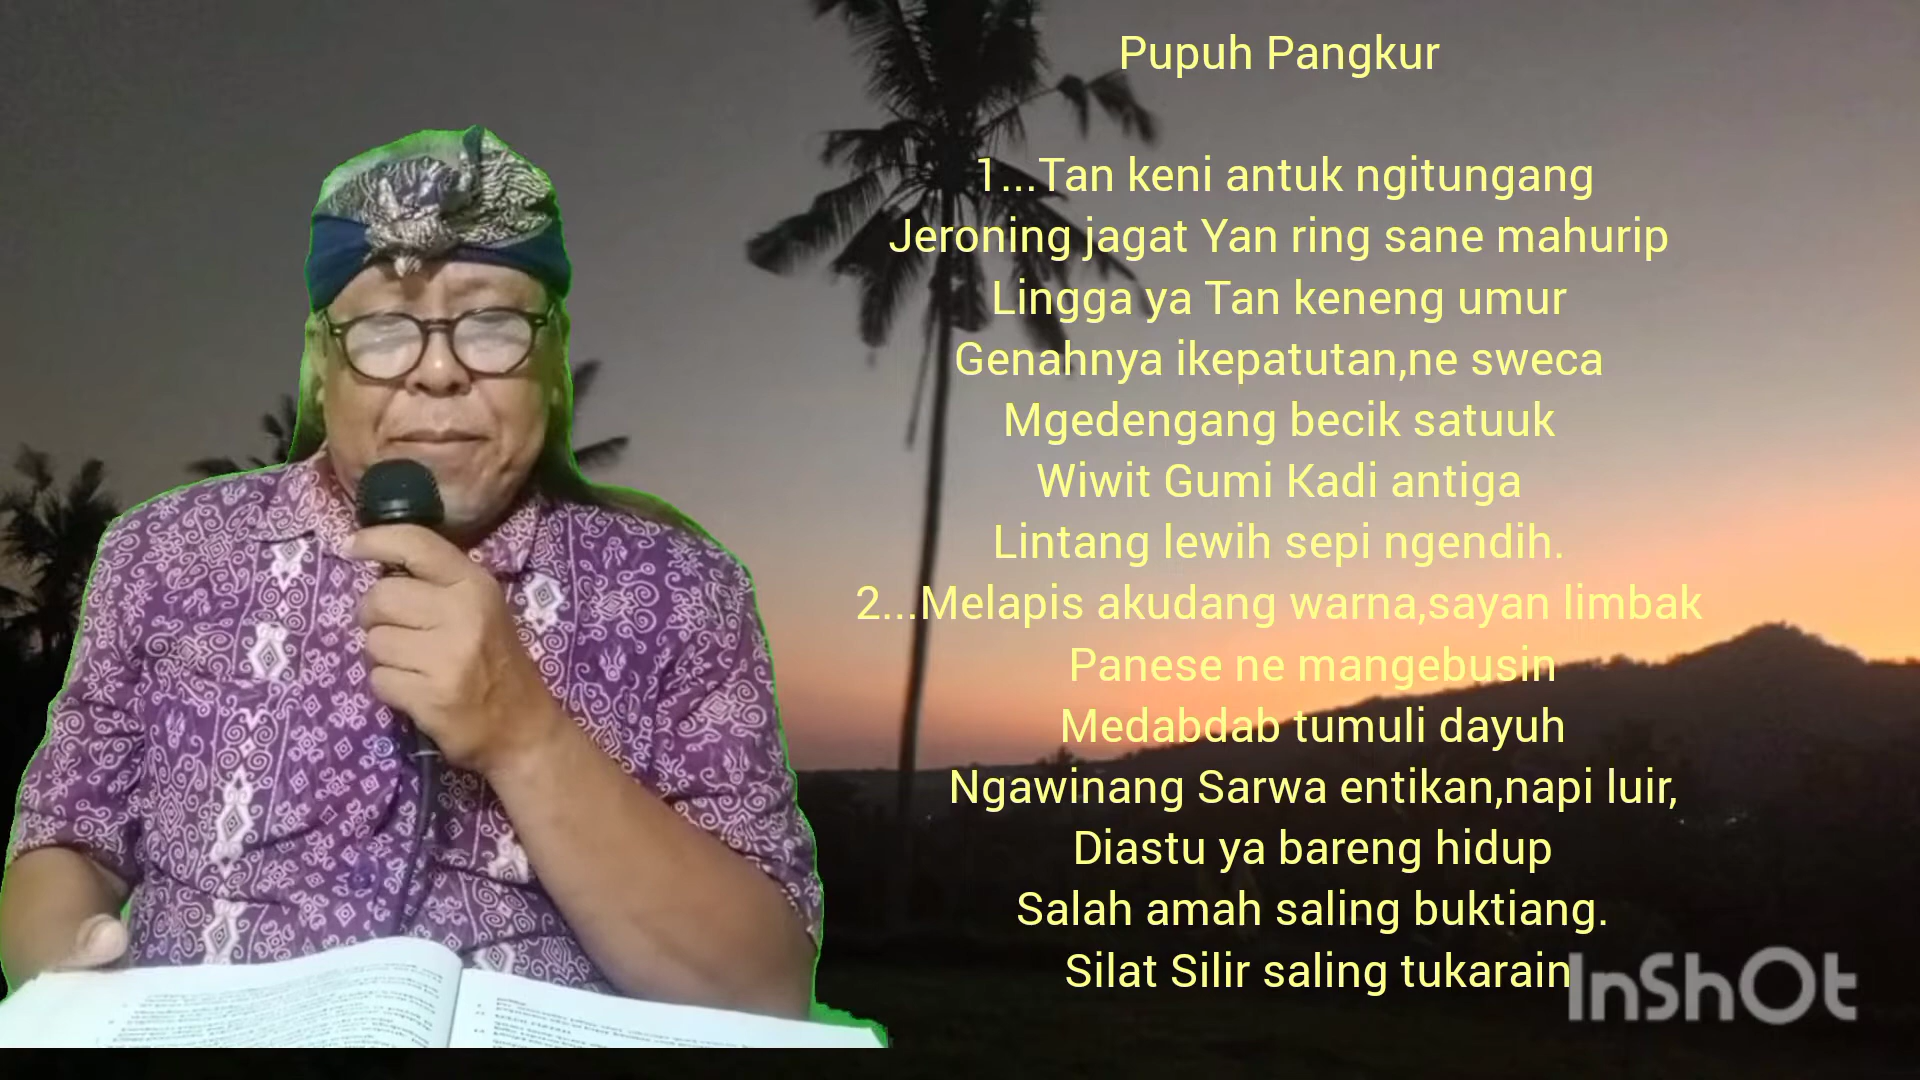 Pupuh Pangkur
1...Tan keni antuk ngitungang
Jeroning jagat Yan ring sane mahurip
Lingga ya Tan keneng umur
Genahnya ikepatutan,ne sweca
Mgedengang becik satuuk
Wiwit Gumi Kadi antiga
Lintang lewih sepi ngendih.
2...Melapis akudang warna,sayan limbak
Panese ne mangebusin
Medabdab tumuli dayuh
Ngawinang Sarwa entikan,napi luir,
Diastu ya bareng hidup
Salah amah saling buktiang.
Silat Silir saling tukarain
InShOt